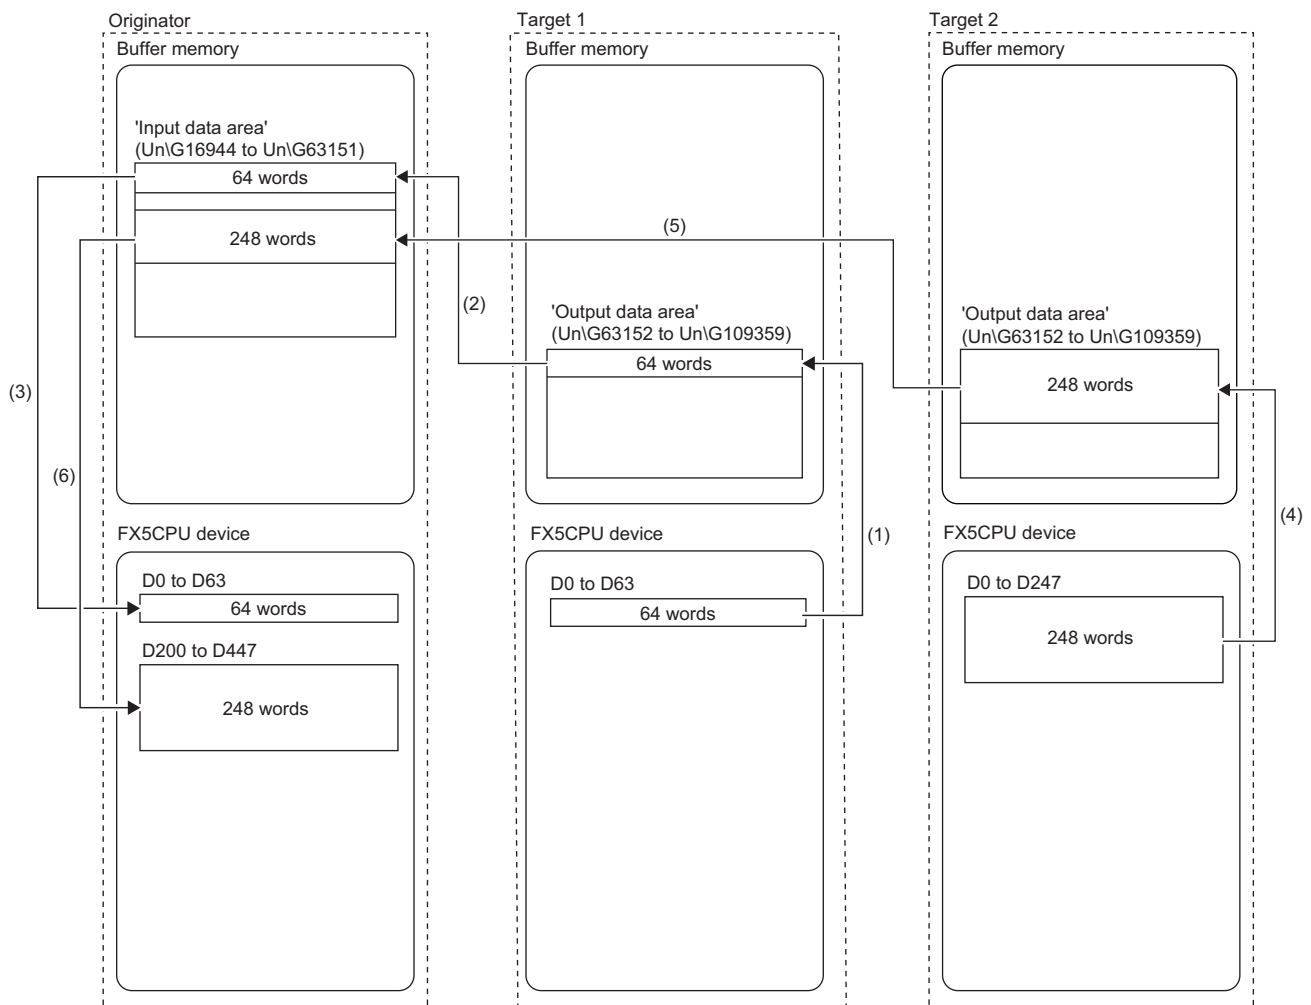 Originator
Buffer memory
'Input data area'
(Un\G16944 to Un\G63151)
64 words
248 words
(3)
(6)
FX5CPU device
D0 to D63
64 words
D200 to D447
248 words
Target 1
Buffer memory
(2)
(5)
'Output data area'
(Un\G63152 to Un\G109359)
64 words
(1)
FX5CPU device
D0 to D63
64 words
Target 2
Buffer memory
'Output data area'
(Un\G63152 to Un\G109359)
248 words
(4)
FX5CPU device
D0 to D247
248 words